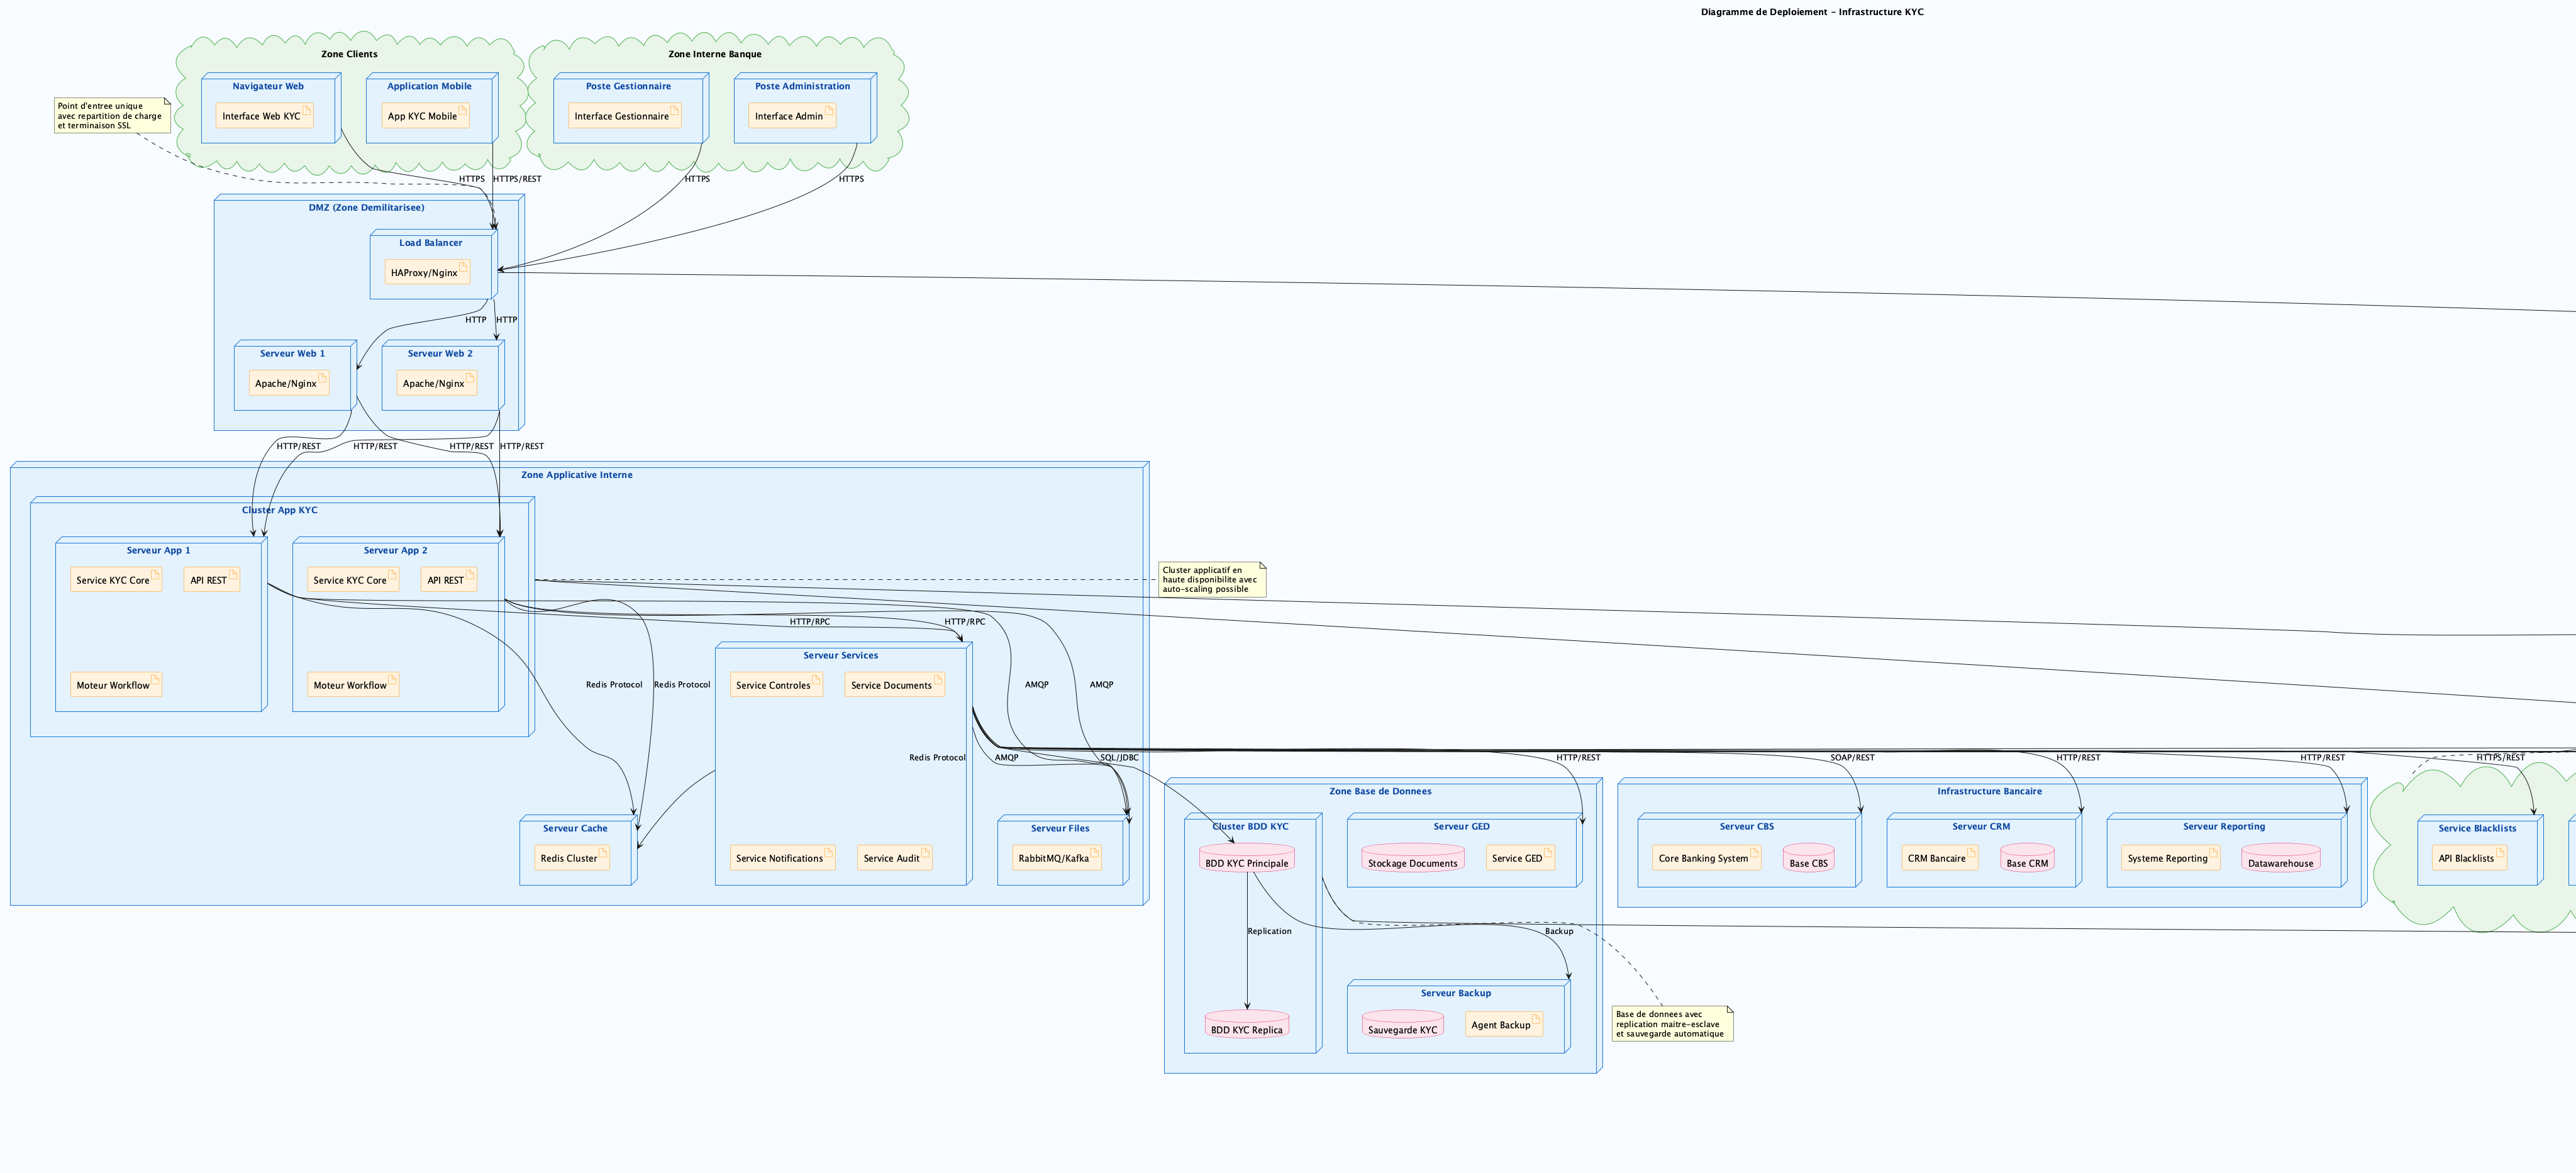 Diagramme de Deploiement - Infrastructure KYC
Zone Clients
Zone Interne Banque
Navigateur Web
Application Mobile
Poste Gestionnaire
Poste Administration
Interface Web KYC
App KYC Mobile
Interface Gestionnaire
Interface Admin
Point d'entree unique
avec repartition de charge
et terminaison SSL
HTTPS
HTTPS/REST
HTTPS
HTTPS
DMZ (Zone Demilitarisee)
Load Balancer
HAProxy/Nginx
HTTP
HTTP
Serveur Web 1
Serveur Web 2
Apache/Nginx
Apache/Nginx
HTTP/REST
HTTP/REST
HTTP/REST
HTTP/REST
Zone Applicative Interne
Cluster App KYC
Serveur App 1
Serveur App 2
Service KYC Core
API REST
Service KYC Core
API REST
Moteur Workflow
Moteur Workflow
Cluster applicatif en
haute disponibilite avec
auto-scaling possible
HTTP/RPC
HTTP/RPC
Serveur Services
Service Controles
Service Documents
Redis Protocol
Redis Protocol
AMQP
AMQP
Redis Protocol
AMQP
SQL/JDBC
HTTP/REST
SOAP/REST
HTTP/REST
HTTP/REST
HTTPS/REST
Service Notifications
Service Audit
Serveur Cache
Redis Cluster
Serveur Files
RabbitMQ/Kafka
Zone Base de Donnees
Cluster BDD KYC
BDD KYC Principale
Serveur GED
Stockage Documents
Service GED
Replication
Backup
BDD KYC Replica
Serveur Backup
Sauvegarde KYC
Agent Backup
Base de donnees avec
replication maitre-esclave
et sauvegarde automatique
Infrastructure Bancaire
Serveur CBS
Core Banking System
Base CBS
Serveur CRM
CRM Bancaire
Base CRM
Serveur Reporting
Systeme Reporting
Datawarehouse
Service Blacklists
API Blacklists